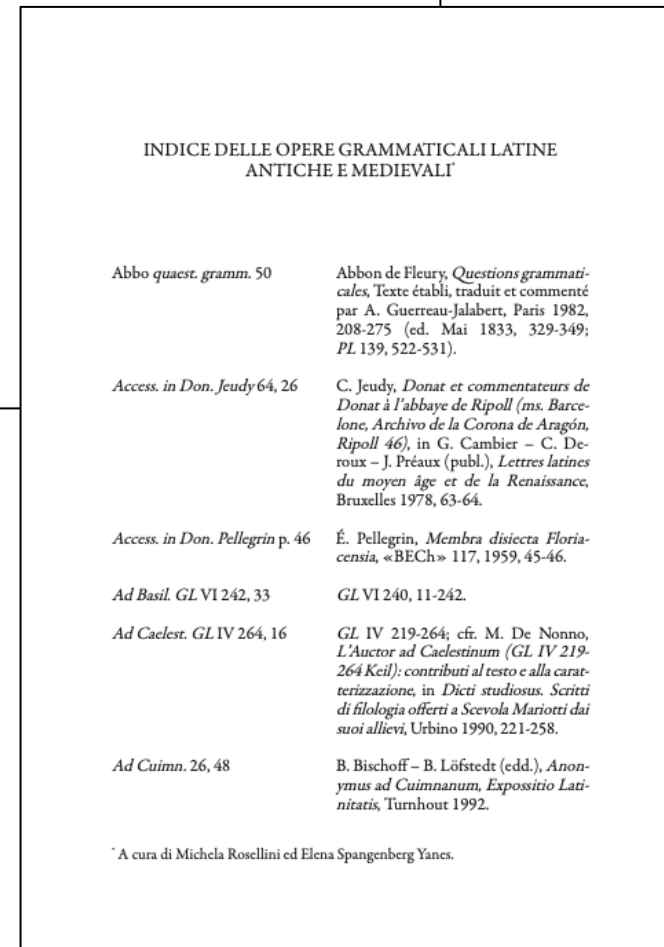 INDICE DELLE OPERE GRAMMATICALI LATINE
ANTICHE E MEDIEVALI*
Abbo quaest. gramm. 50
Abbon de Fleury, Questions grammati-
cales, Texte établi, traduit et commenté
par A. Guerreau-Jalabert, Paris 1982,
208-275 (ed. Mai 1833, 329-349;
PL 139, 522-531).
Access. in Don. Jeudy 64, 26
C. Jeudy, Donat et commentateurs de
Donat à l'abbaye de Ripoll (ms. Barce-
lone, Archivo de la Corona de Aragón,
Ripoll 46), in G. Cambier – C. De-
roux – J. Préaux (publ.), Lettres latines
du moyen âge et de la Renaissance,
Bruxelles 1978, 63-64.
Access. in Don. Pellegrin p. 46
É. Pellegrin, Membra disiecta Floria-
censia, «BECh» 117, 1959, 45-46.
Ad Basil. GL VI 242, 33
GL VI 240, 11-242.
Ad Caelest. GL IV 264, 16
GL IV 219-264; cfr. M. De Nonno,
L'Auctor ad Caelestinum (GL IV 219-
264 Keil): contributi al testo e alla carat-
terizzazione, in Dicti studiosus. Scritti
di filologia offerti a Scevola Mariotti dai
suoi allievi, Urbino 1990, 221-258.
Ad Cuimn. 26, 48
B. Bischoff – B. Löfstedt (edd.), Anon-
ymus ad Cuimnanum, Expossitio Lati-
nitatis, Turnhout 1992.
* A cura di Michela Rosellini ed Elena Spangenberg Yanes.